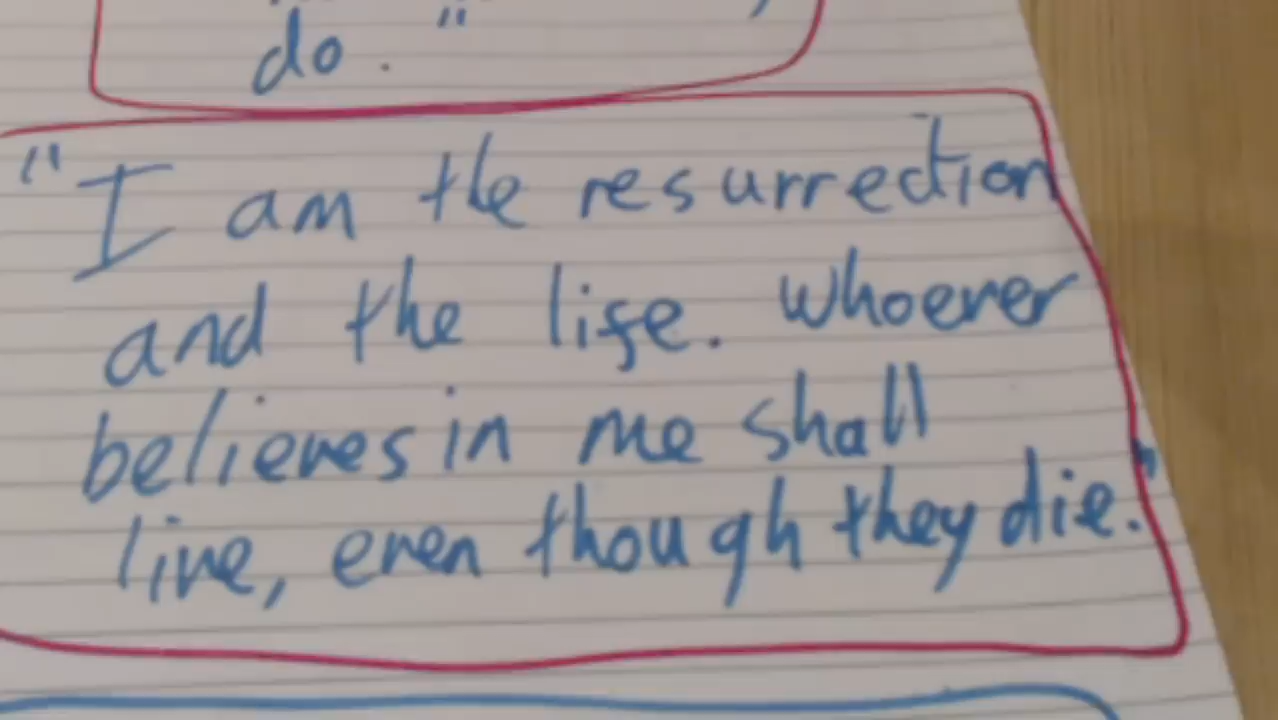 do."
"I am the resurrection
and the life. Whoever
believes in me shall
live, even though they die."